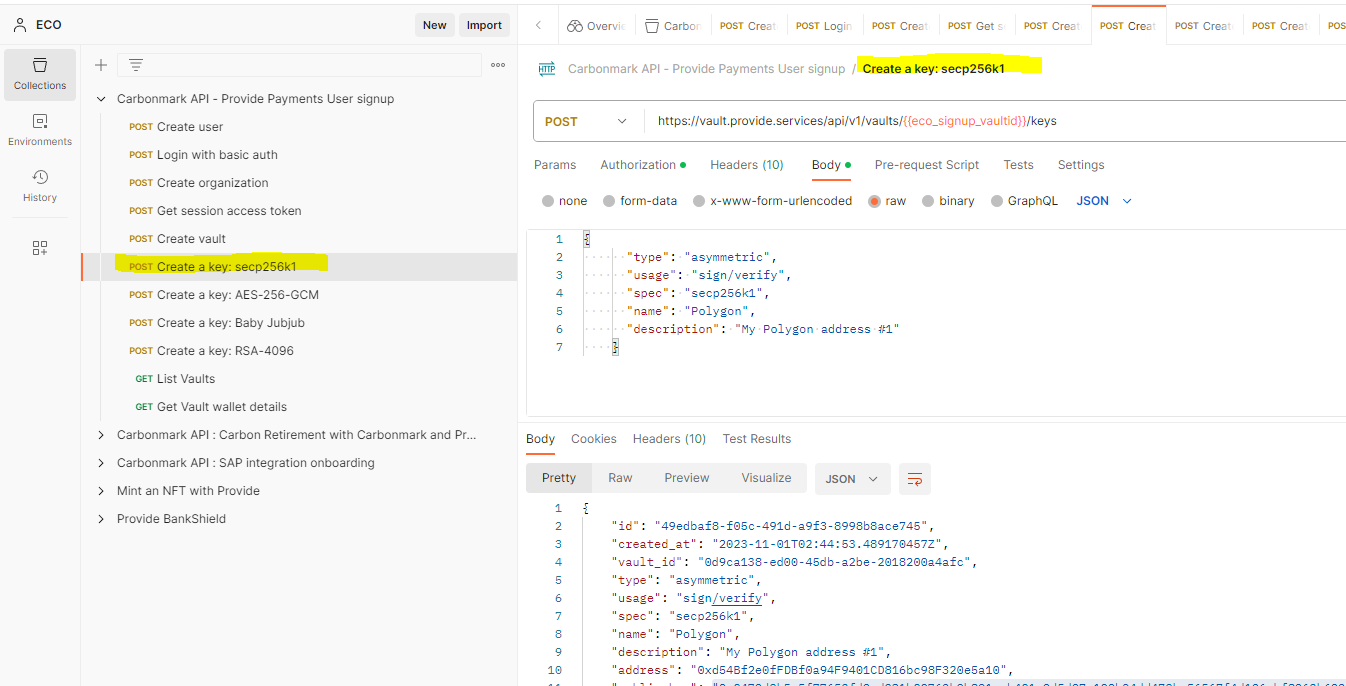 ECO
New
Import
Overvi
Carbon
POST Creat
POST Login
POST Creat
POST Get s
POST Creat
POST Creat
POST Creat
POST Creat
POS
Collections
Environments
History
Carbonmark API - Provide Payments User signup
POST Create user
POST Login with basic auth
POST Create organization
POST Get session access token
POST Create vault
POST Create a key: secp256k1
POST Create a key: AES-256-GCM
POST Create a key: Baby Jubjub
POST Create a key: RSA-4096
GET List Vaults
GET Get Vault wallet details
Carbonmark API : Carbon Retirement with Carbonmark and Pr...
Carbonmark API : SAP integration onboarding
Mint an NFT with Provide
Provide BankShield
HTTP Carbonmark API - Provide Payments User signup / Create a key: secp256k1
POST https://vault.provide.services/api/v1/vaults/{{eco_signup_vaultid}}/keys
Params Authorization Headers (10) Body Pre-request Script Tests Settings
none form-data x-www-form-urlencoded raw binary GraphQL JSON
1 {
2 "type": "asymmetric",
3 "usage": "sign/verify",
4 "spec": "secp256k1",
5 "name": "Polygon",
6 "description": "My Polygon address #1"
7 }
Body Cookies Headers (10) Test Results
Pretty Raw Preview Visualize JSON
1 {
2 "id": "49edbaf8-f05c-491d-a9f3-8998b8ace745",
3 "created_at": "2023-11-01T02:44:53.489170457Z",
4 "vault_id": "0d9ca138-ed00-45db-a2be-2018200a4afc",
5 "type": "asymmetric",
6 "usage": "sign/verify",
7 "spec": "secp256k1",
8 "name": "Polygon",
9 "description": "My Polygon address #1",
10 "address": "0xd54Bf2e0fFDBf0a94F9401CD816bc98F320e5a10",